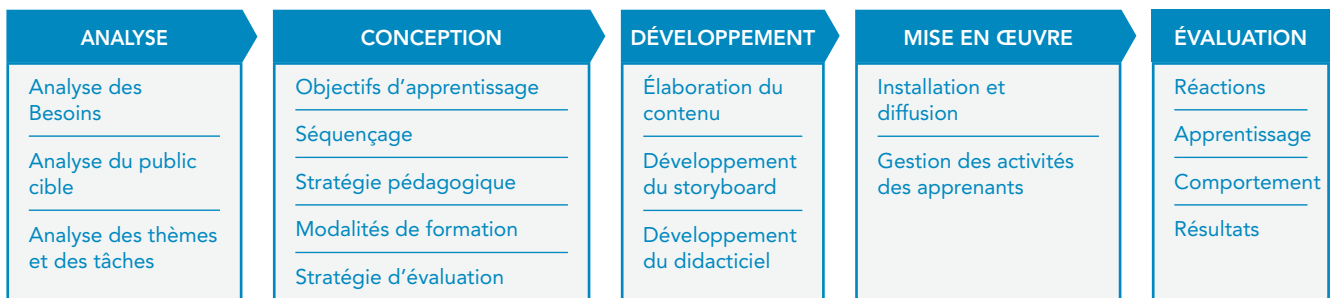 ANALYSE
Analyse des
Besoins
Analyse du public
cible
Analyse des thèmes
et des tâches
CONCEPTION
Objectifs d’apprentissage
Séquençage
Stratégie pédagogique
Modalités de formation
Stratégie d’évaluation
DÉVELOPPEMENT
Élaboration du
contenu
Développement
du storyboard
Développement
du didacticiel
MISE EN ŒUVRE
Installation et
diffusion
Gestion des activités
des apprenants
ÉVALUATION
Réactions
Apprentissage
Comportement
Résultats